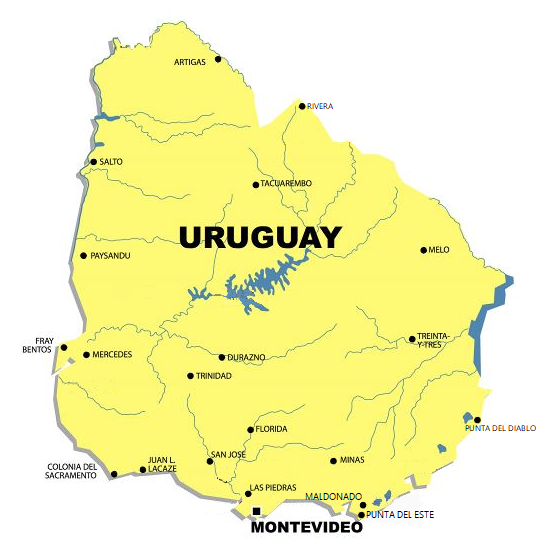 ARTIGAS
RIVERA
SALTO
TACUAREMBO
URUGUAY
MELO
PAYSANDU
FRAY
BENTOS
MERCEDES
TREINTA-
Y-TRES
DURAZNO
TRINIDAD
PUNTA DEL DIABLO
FLORIDA
SAN JOSE
MINAS
JUAN L.
LACAZE
COLONIA DEL
SACRAMENTO
LAS PIEDRAS
MALDONADO
PUNTA DEL ESTE
MONTEVIDEO